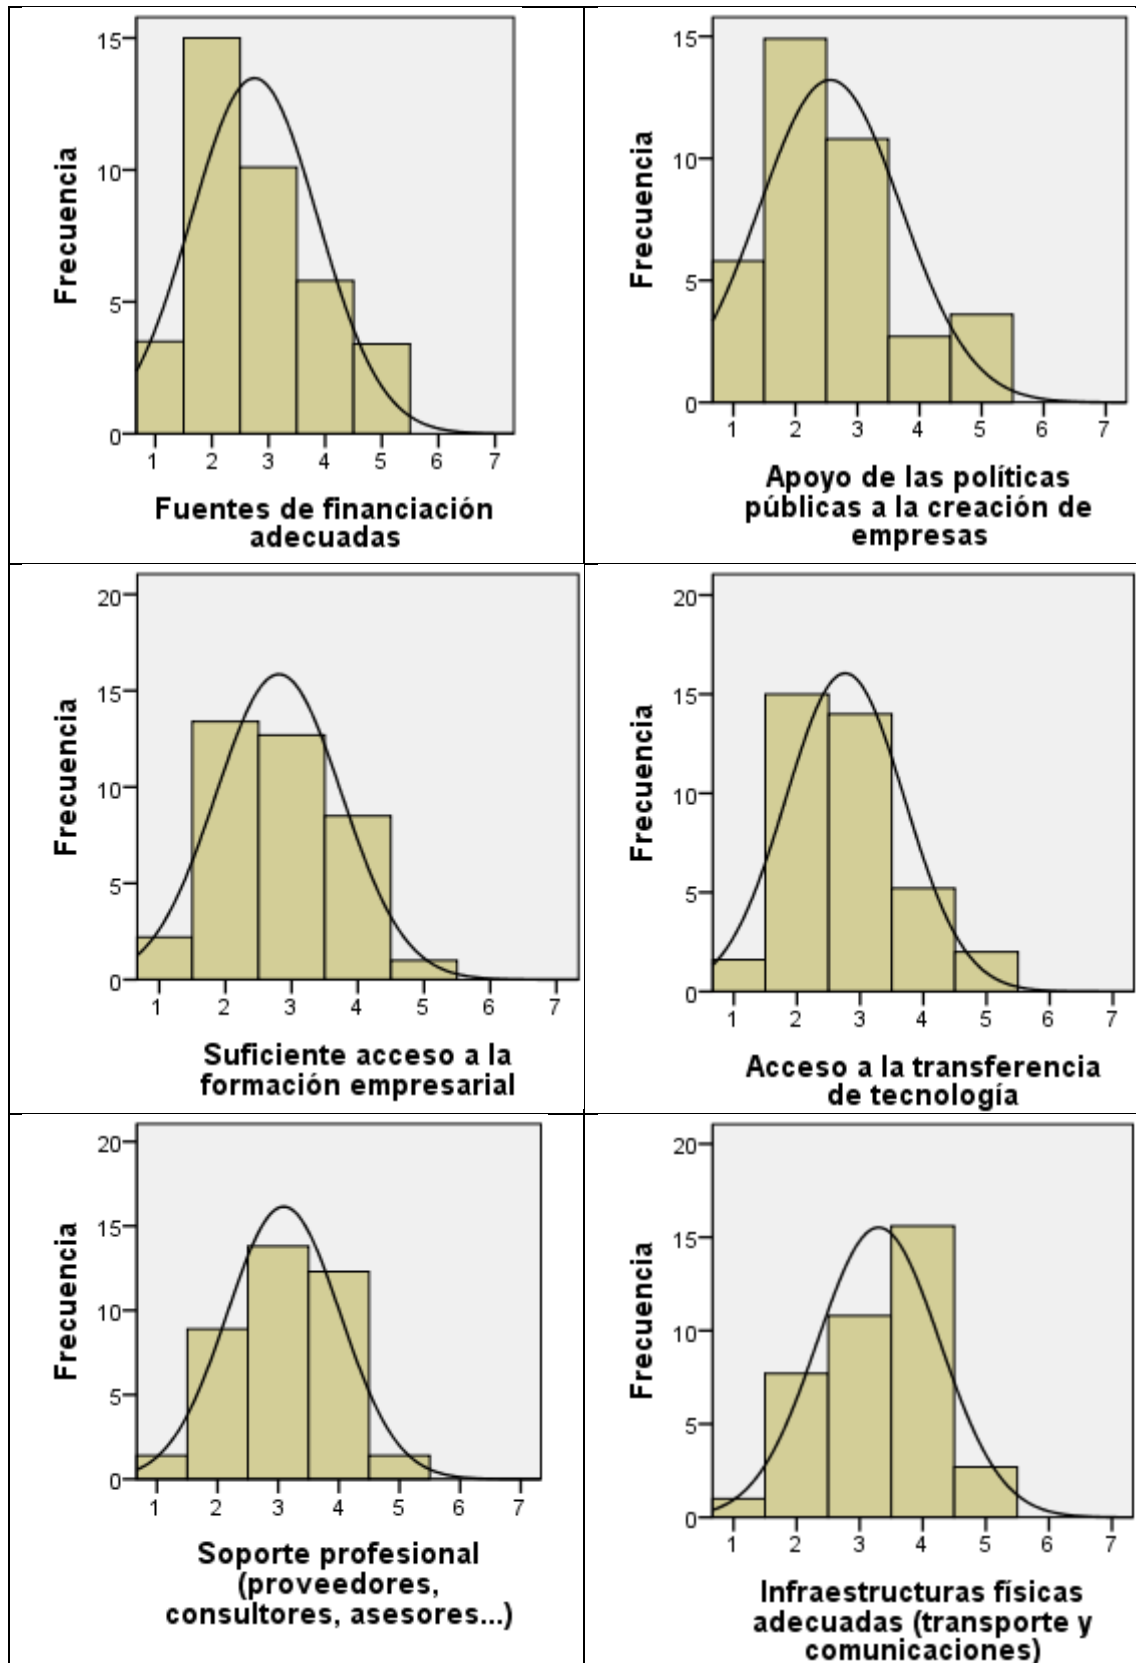 15
10
5
0
Frecuencia
1 2 3 4 5 6 7
Fuentes de financiación
adecuadas
15
10
5
0
Frecuencia
1 2 3 4 5 6 7
Apoyo de las políticas
públicas a la creación de
empresas
20
15
10
5
0
Frecuencia
1 2 3 4 5 6 7
Suficiente acceso a la
formación empresarial
20
15
10
5
0
Frecuencia
1 2 3 4 5 6 7
Acceso a la transferencia
de tecnología
20
15
10
5
0
Frecuencia
1 2 3 4 5 6 7
Soporte profesional
(proveedores,
consultores, asesores...)
20
15
10
5
0
Frecuencia
1 2 3 4 5 6 7
Infraestructuras físicas
adecuadas (transporte y
comunicaciones)